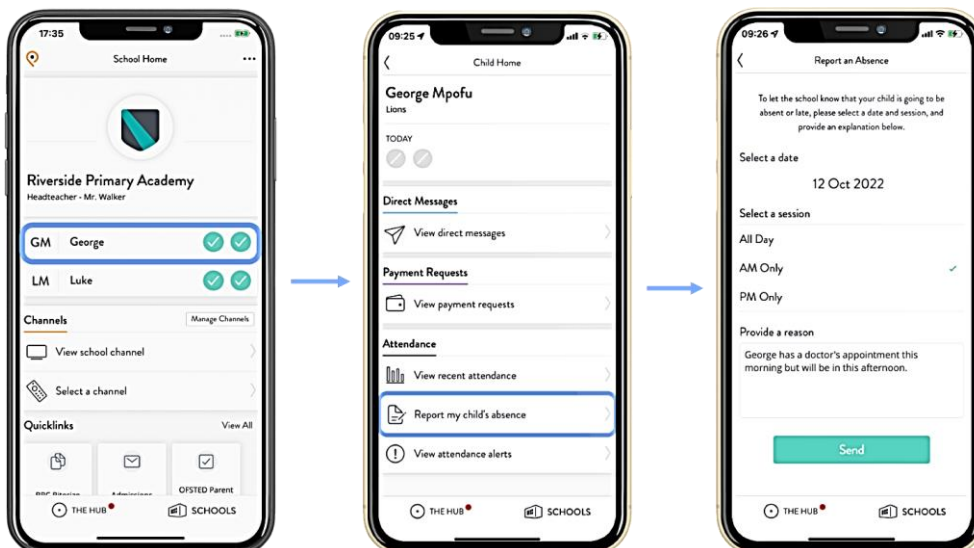 17:35
School Home
Riverside Primary Academy
Headteacher - Mr. Walker
GM George
LM Luke
Channels
Manage Channels
View school channel
Select a channel
Quicklinks
View All
Admissions
OFSTED Parent
THE HUB
SCHOOLS
09:25
Child Home
George Mpofu
Lions
TODAY
Direct Messages
View direct messages
Payment Requests
View payment requests
Attendance
View recent attendance
Report my child's absence
View attendance alerts
THE HUB
SCHOOLS
09:26
Report an Absence
To let the school know that your child is going to be
absent or late, please select a date and session, and
provide an explanation below.
Select a date
12 Oct 2022
Select a session
All Day
AM Only
PM Only
Provide a reason
George has a doctor's appointment this
morning but will be in this afternoon.
Send
THE HUB
SCHOOLS